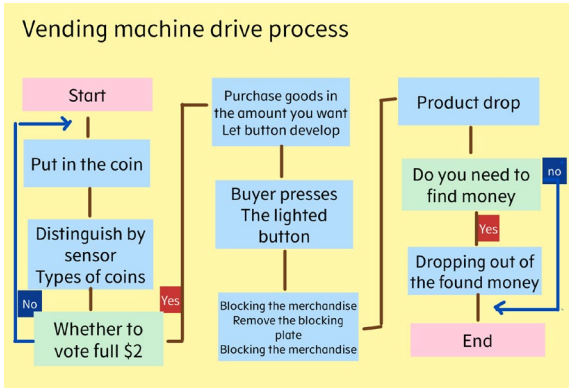 Vending machine drive process
Start
Put in the coin
Distinguish by
sensor
Types of coins
No
Yes
Whether to
vote full $2
Purchase goods in
the amount you want
Let button develop
Buyer presses
The lighted
button
Blocking the merchandise
Remove the blocking
plate
Blocking the merchandise
Product drop
Do you need to
find money
no
Yes
Dropping out of
the found money
End